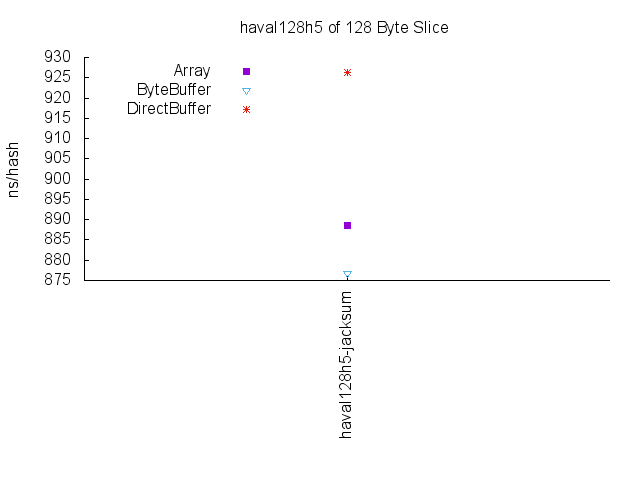 haval128h5 of 128 Byte Slice
ns/hash
930
925
920
915
910
905
900
895
890
885
880
875
Array
ByteBuffer
DirectBuffer
haval128h5-jacksum